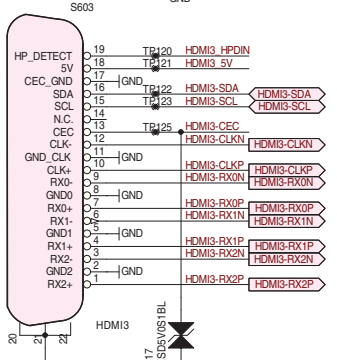 GND
S603
HP_DETECT 19 TP120 HDMI3_HPDIN
5V 18 TP121 HDMI3_5V
CEC_GND 17 GND
SDA 16 TP122 HDMI3-SDA HDMI3-SDA
SCL 15 TP123 HDMI3-SCL HDMI3-SCL
N.C. 14
CEC 13 TP125 HDMI3-CEC
CLK- 12 HDMI3-CLKN HDMI3-CLKN
GND_CLK 11 GND
CLK+ 10 HDMI3-CLKP HDMI3-CLKP
RX0- 9 HDMI3-RX0N HDMI3-RX0N
GND0 8 GND
RX0+ 7 HDMI3-RX0P HDMI3-RX0P
RX1- 6 HDMI3-RX1N HDMI3-RX1N
GND1 5 GND
RX1+ 4 HDMI3-RX1P HDMI3-RX1P
RX2- 3 HDMI3-RX2N HDMI3-RX2N
GND2 2 GND
RX2+ 1 HDMI3-RX2P HDMI3-RX2P
20
21
22
HDMI3
17
SD5V0S1BL